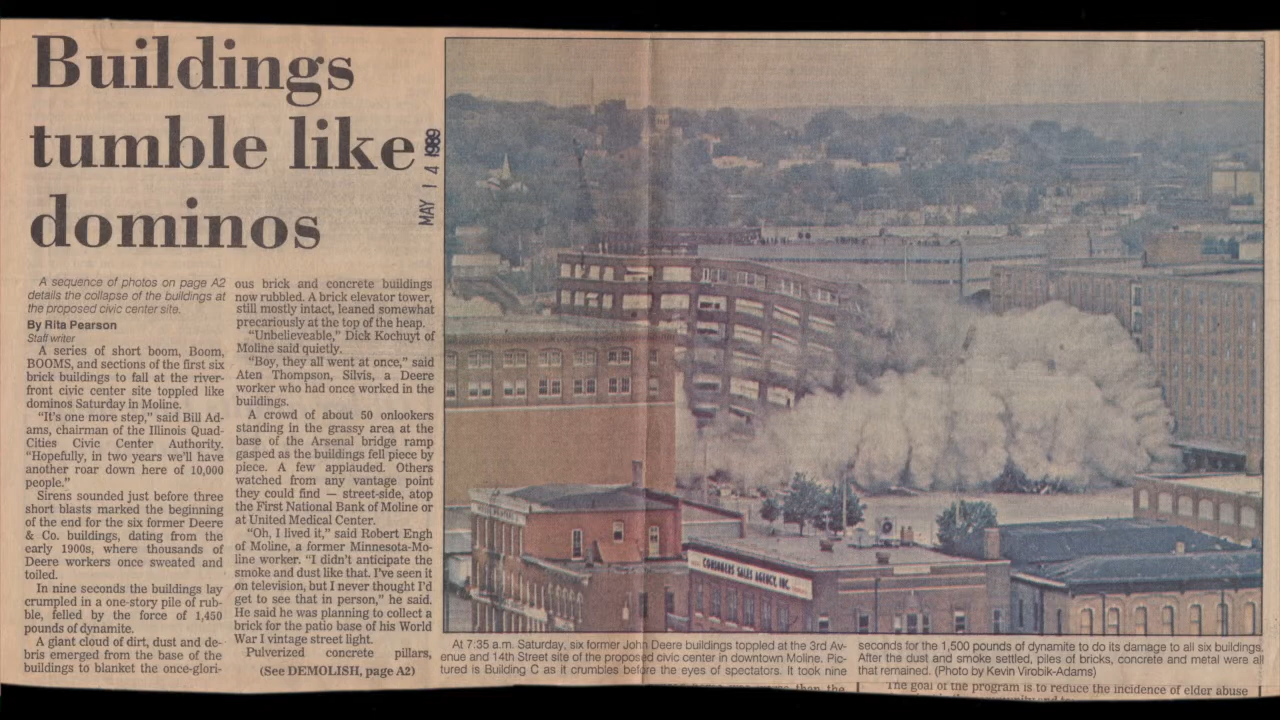 Buildings
tumble like
dominos
MAY 14 1989
A sequence of photos on page A2
details the collapse of the buildings at
the proposed civic center site.
By Rita Pearson
Staff writer
A series of short boom, Boom,
BOOMS, and sections of the first six
brick buildings to fall at the river-
front civic center site toppled like
dominos Saturday in Moline.
“It's one more step,” said Bill Ad-
ams, chairman of the Illinois Quad-
Cities Civic Center Authority.
“Hopefully, in two years we'll have
another roar down here of 10,000
people.”
Sirens sounded just before three
short blasts marked the beginning
of the end for the six former Deere
& Co. buildings, dating from the
early 1900s, where thousands of
Deere workers once sweated and
toiled.
In nine seconds the buildings lay
crumpled in a one-story pile of rub-
ble, felled by the force of 1,450
pounds of dynamite.
A giant cloud of dirt, dust and de-
bris emerged from the base of the
buildings to blanket the once-glori-
ous brick and concrete buildings
now rubbled. A brick elevator tower,
still mostly intact, leaned somewhat
precariously at the top of the heap.
“Unbelieveable,” Dick Kochuyt of
Moline said quietly.
“Boy, they all went at once,” said
Aten Thompson, Silvis, a Deere
worker who had once worked in the
buildings.
A crowd of about 50 onlookers
standing in the grassy area at the
base of the Arsenal bridge ramp
gasped as the buildings fell piece by
piece. A few applauded. Others
watched from any vantage point
they could find — street-side, atop
the First National Bank of Moline or
at United Medical Center.
“Oh, I lived it,” said Robert Engh
of Moline, a former Minnesota-Mo-
line worker. “I didn't anticipate the
smoke and dust like that. I've seen it
on television, but I never thought I'd
get to see that in person,” he said.
He said he was planning to collect a
brick for the patio base of his World
War I vintage street light.
Pulverized concrete pillars,
(See DEMOLISH, page A2)
CONSUMERS SALES AGENCY, INC.
At 7:35 a.m. Saturday, six former John Deere buildings toppled at the 3rd Av-
enue and 14th Street site of the proposed civic center in downtown Moline. Pic-
tured is Building C as it crumbles before the eyes of spectators. It took nine
seconds for the 1,500 pounds of dynamite to do its damage to all six buildings.
After the dust and smoke settled, piles of bricks, concrete and metal were all
that remained. (Photo by Kevin Virobik-Adams)
than the
The goal of the program is to reduce the incidence of elder abuse